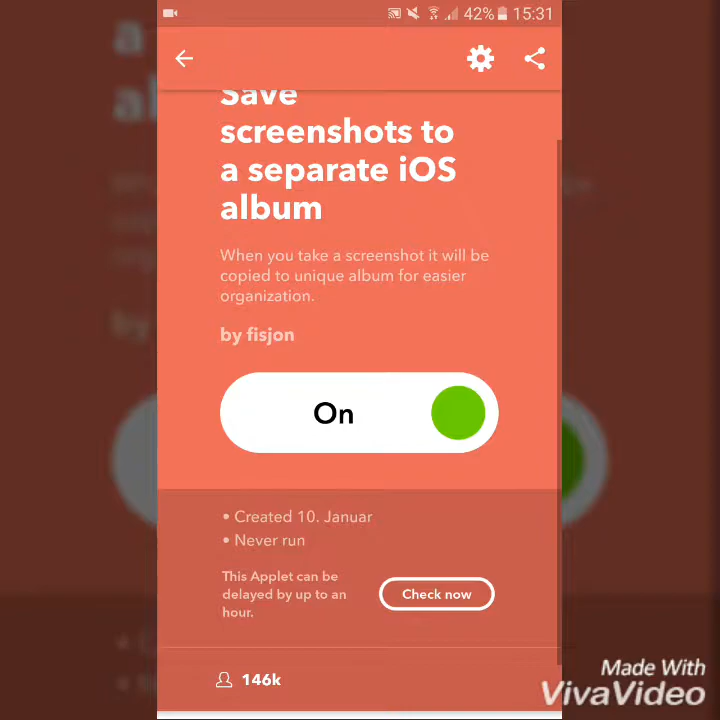 42% 15:31
Save
screenshots to
a separate iOS
album
When you take a screenshot it will be
copied to unique album for easier
organization.
by fisjon
On
• Created 10. Januar
• Never run
This Applet can be
delayed by up to an
hour.
Check now
146k
Made With
VivaVideo